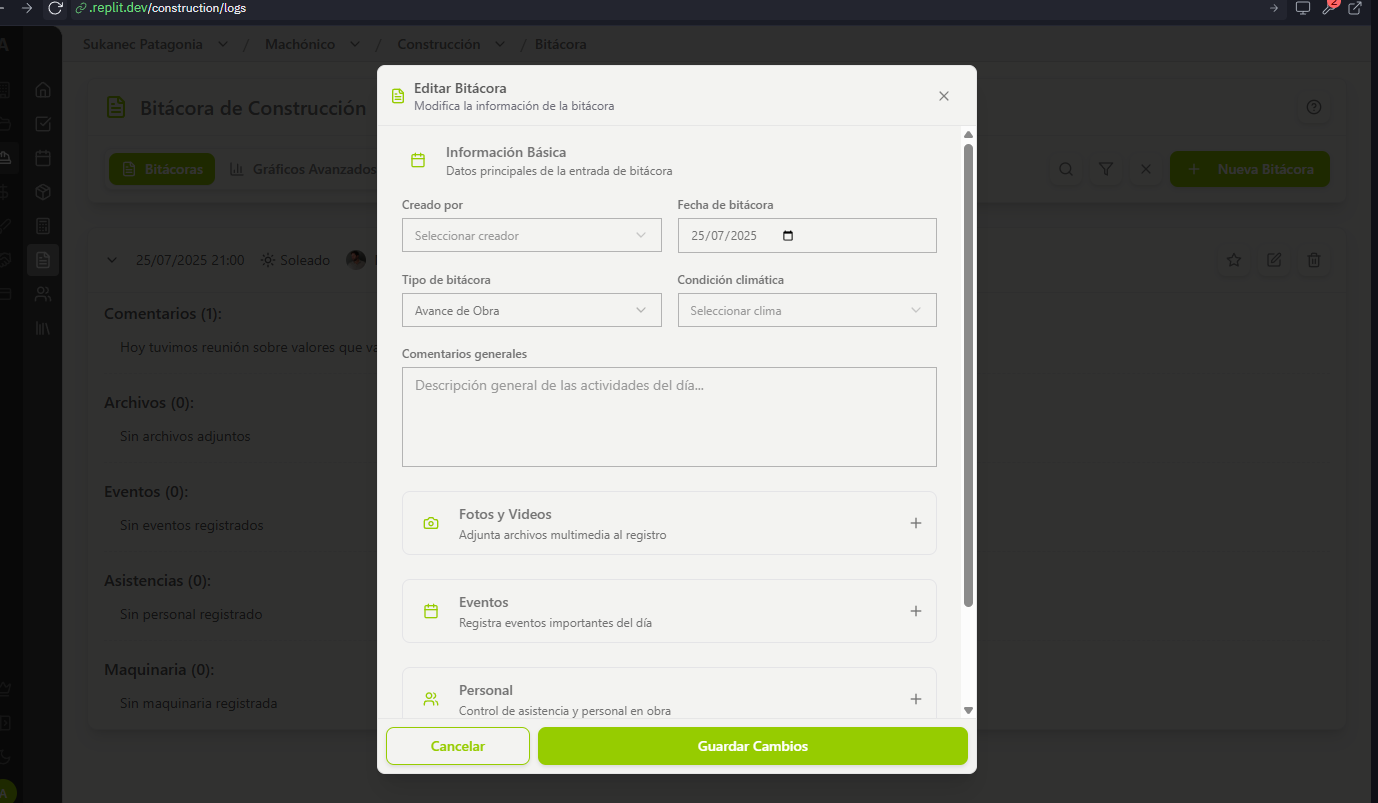 .replit.dev/construction/logs
2
Sukanec Patagonia / Machónico / Construcción / Bitácora
Editar Bitácora
Modifica la información de la bitácora
Bitácora de Construcción
Bitácoras
Gráficos Avanzados
Nueva Bitácora
Información Básica
Datos principales de la entrada de bitácora
Creado por
Fecha de bitácora
Seleccionar creador
25/07/2025
Tipo de bitácora
Condición climática
Avance de Obra
Seleccionar clima
Comentarios generales
Descripción general de las actividades del día...
Fotos y Videos
Adjunta archivos multimedia al registro
Eventos
Registra eventos importantes del día
Personal
Control de asistencia y personal en obra
Cancelar
Guardar Cambios
25/07/2025 21:00
Soleado
Comentarios (1):
Hoy tuvimos reunión sobre valores que
Archivos (0):
Sin archivos adjuntos
Eventos (0):
Sin eventos registrados
Asistencias (0):
Sin personal registrado
Maquinaria (0):
Sin maquinaria registrada